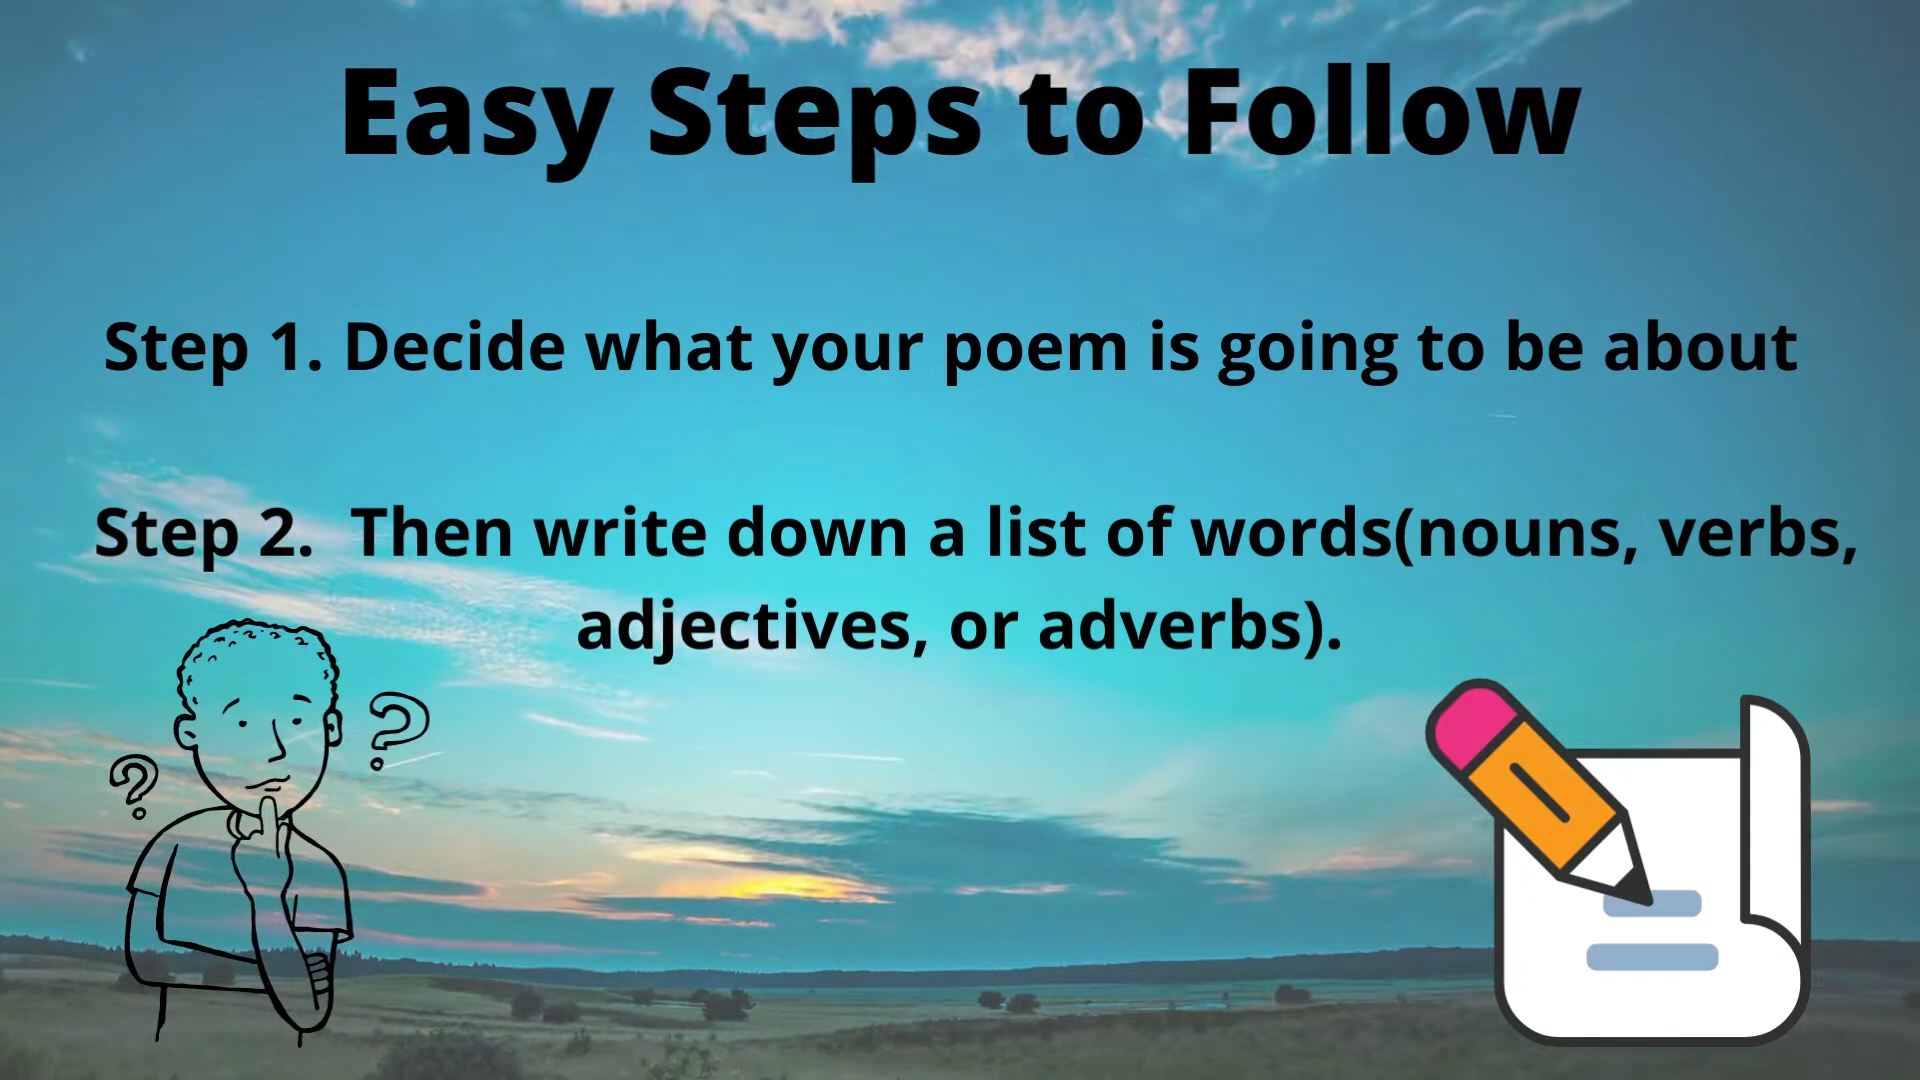 Easy Steps to Follow
Step 1. Decide what your poem is going to be about
Step 2.  Then write down a list of words(nouns, verbs,
adjectives, or adverbs).
? ?